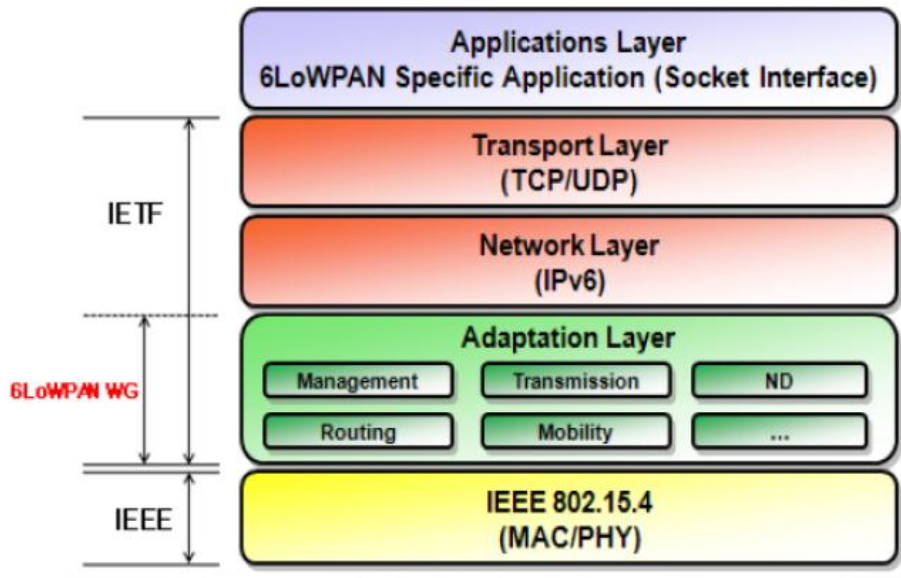 Applications Layer
6LoWPAN Specific Application (Socket Interface)
Transport Layer
(TCP/UDP)
IETF
Network Layer
(IPv6)
Adaptation Layer
6LoWPAN WG
Management
Transmission
ND
Routing
Mobility
...
IEEE
IEEE 802.15.4
(MAC/PHY)